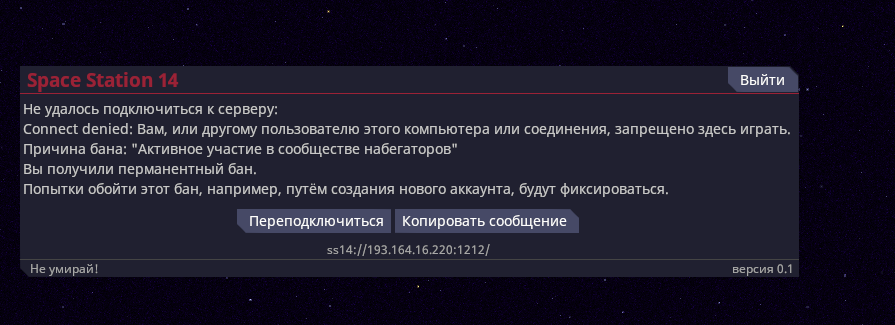 Space Station 14
Выйти
Не удалось подключиться к серверу:
Connect denied: Вам, или другому пользователю этого компьютера или соединения, запрещено здесь играть.
Причина бана: "Активное участие в сообществе набегаторов"
Вы получили перманентный бан.
Попытки обойти этот бан, например, путём создания нового аккаунта, будут фиксироваться.
Переподключиться
Копировать сообщение
ss14://193.164.16.220:1212/
Не умирай!
версия 0.1